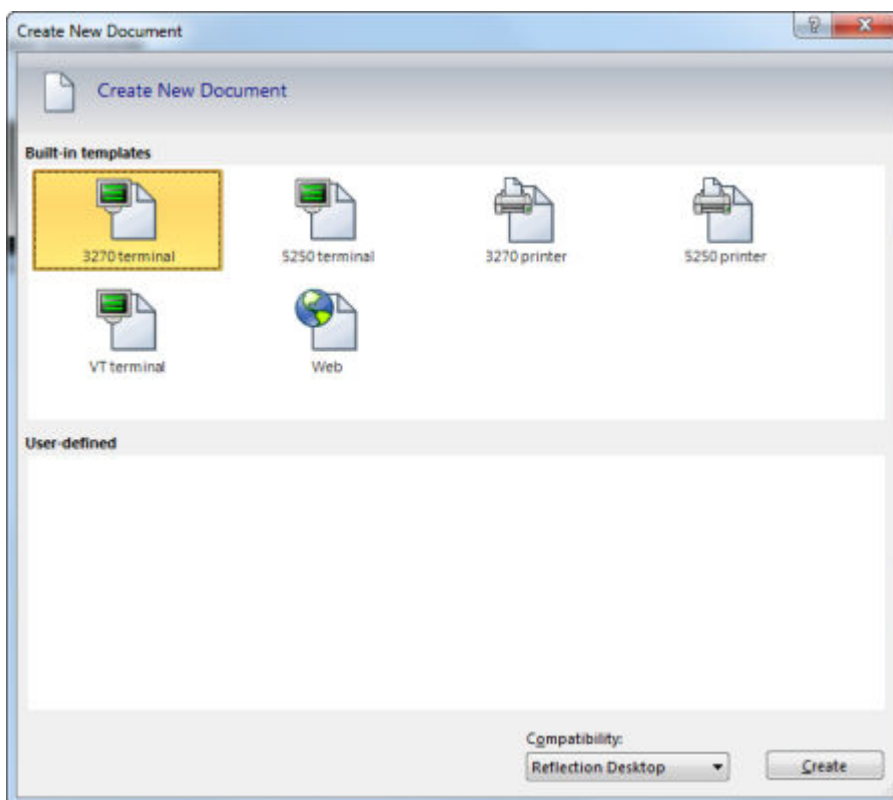 Create New Document
Create New Document
Built-in templates
3270 terminal 5250 terminal 3270 printer 5250 printer
VT terminal Web
User-defined
Compatibility:
Reflection Desktop Create